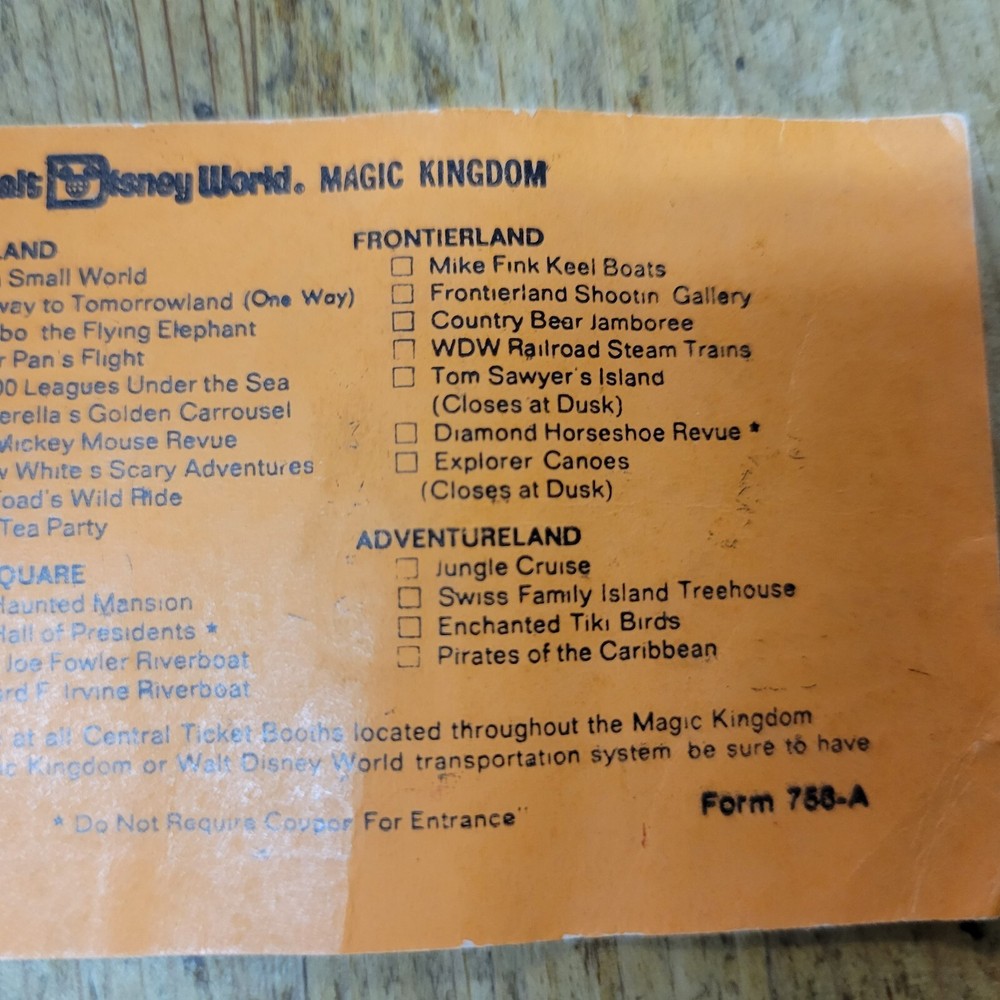 alt Disney World. MAGIC KINGDOM
LAND
Small World
way to Tomorrowland (One Way)
bo the Flying Elephant
r Pan's Flight
00 Leagues Under the Sea
erella s Golden Carrousel
Mickey Mouse Revue
w White s Scary Adventures
oad's Wild Ride
Tea Party
QUARE
Haunted Mansion
Hall of Presidents *
Joe Fowler Riverboat
ard F. Irvine Riverboat
FRONTIERLAND
Mike Fink Keel Boats
Frontierland Shootin Gallery
Country Bear Jamboree
WDW Railroad Steam Trains
Tom Sawyer's Island
(Closes at Dusk)
Diamond Horseshoe Revue *
Explorer Canoes
(Closes at Dusk)
ADVENTURELAND
Jungle Cruise
Swiss Family Island Treehouse
Enchanted Tiki Birds
Pirates of the Caribbean
at all Central Ticket Booths located throughout the Magic Kingdom
ic Kingdom or Walt Disney World transportation system be sure to have
* Do Not Require Coupon For Entrance"
Form